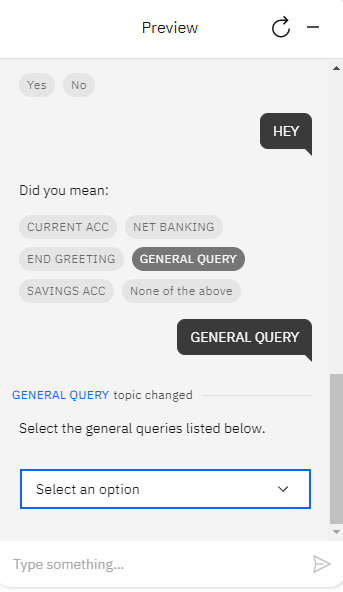 Preview
Yes No
HEY
Did you mean:
CURRENT ACC NET BANKING
END GREETING GENERAL QUERY
SAVINGS ACC None of the above
GENERAL QUERY
GENERAL QUERY topic changed
Select the general queries listed below.
Select an option
Type something...